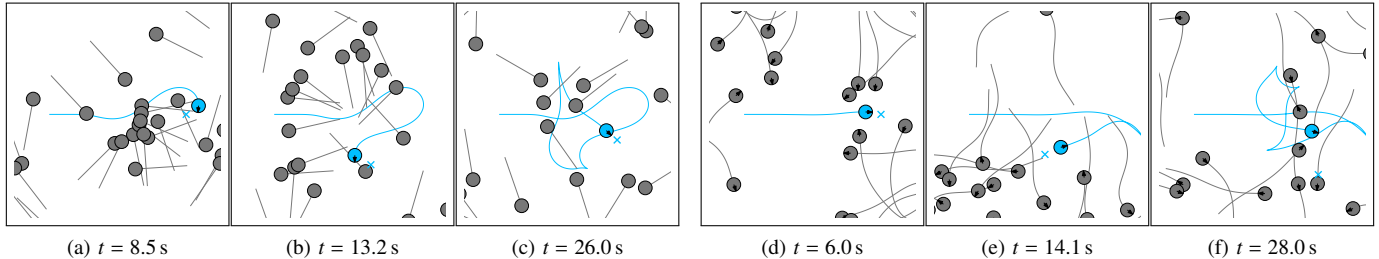 (a) t = 8.5 s (b) t = 13.2 s (c) t = 26.0 s (d) t = 6.0 s (e) t = 14.1 s (f) t = 28.0 s